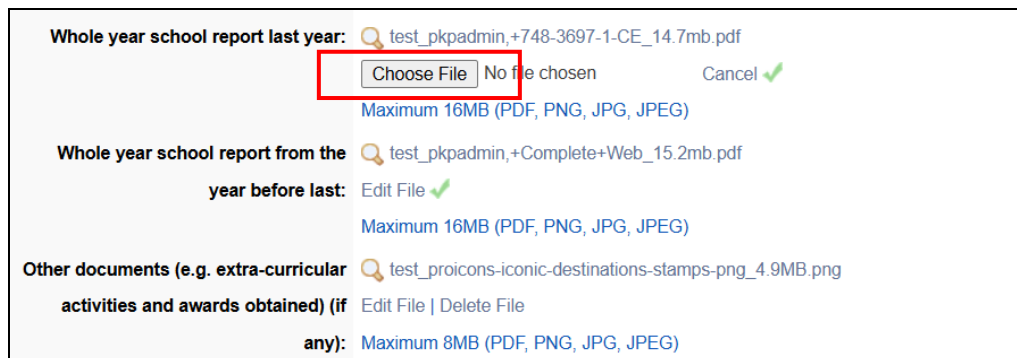 Whole year school report last year: test_pkpadmin,+748-3697-1-CE_14.7mb.pdf
Choose File No file chosen Cancel
Maximum 16MB (PDF, PNG, JPG, JPEG)
Whole year school report from the test_pkpadmin,+Complete+Web_15.2mb.pdf
year before last: Edit File
Maximum 16MB (PDF, PNG, JPG, JPEG)
Other documents (e.g. extra-curricular test_proicons-iconic-destinations-stamps-png_4.9MB.png
activities and awards obtained) (if Edit File | Delete File
any): Maximum 8MB (PDF, PNG, JPG, JPEG)